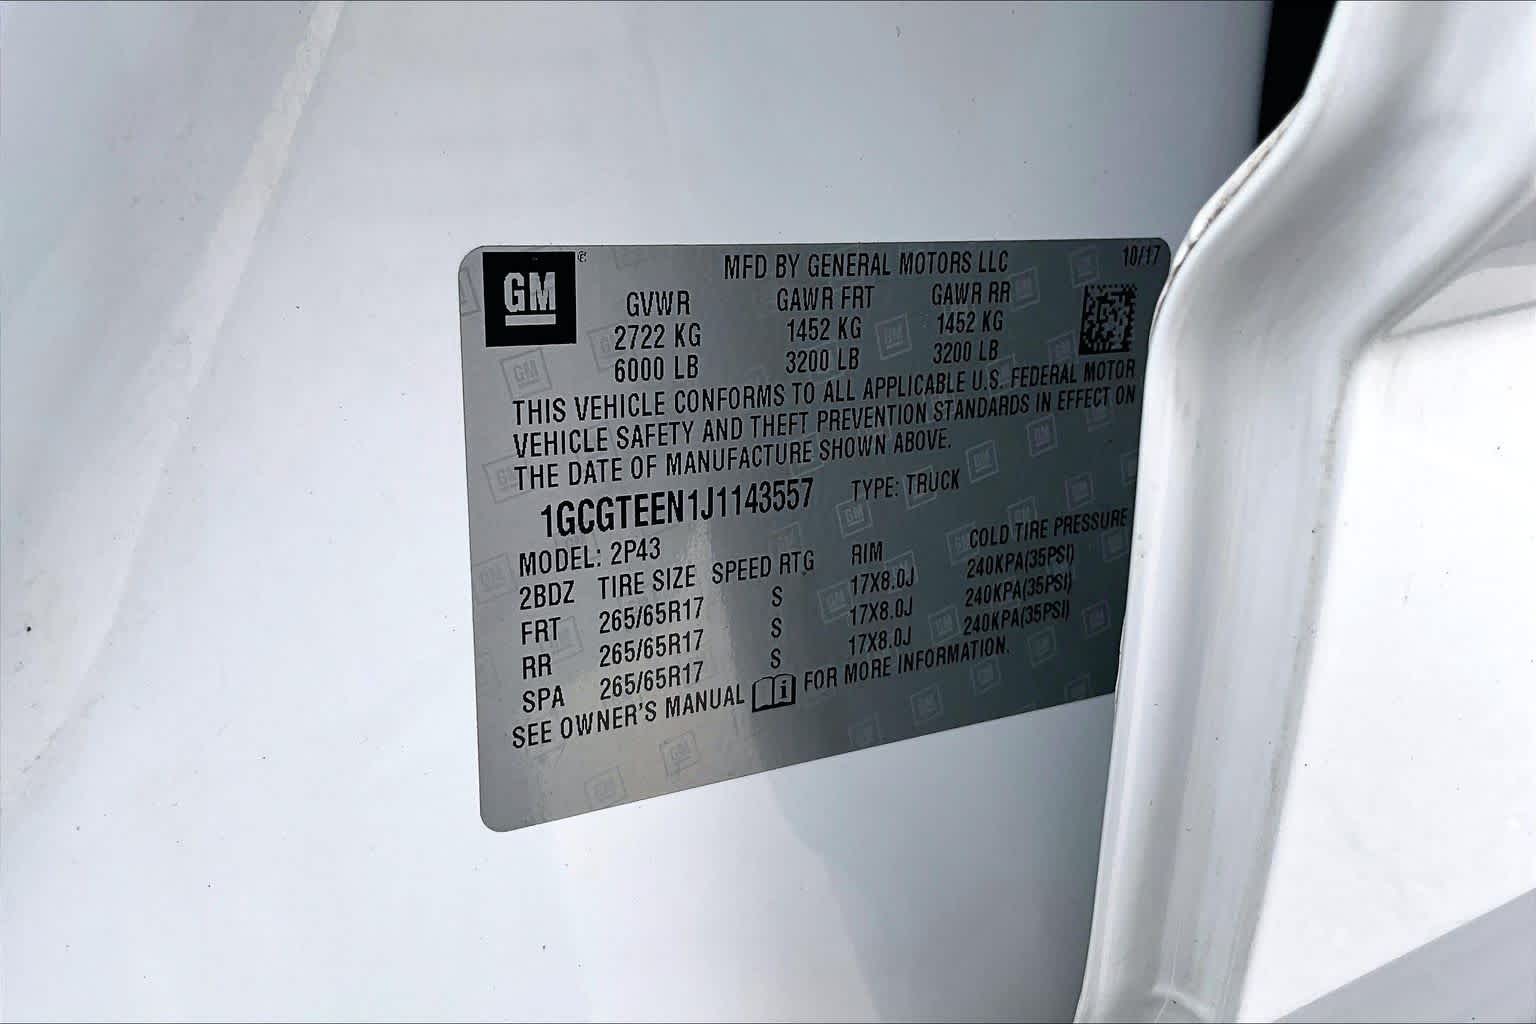 GM
MFD BY GENERAL MOTORS LLC 10/17
GVWR GAWR FRT GAWR RR
2722 KG 1452 KG 1452 KG
6000 LB 3200 LB 3200 LB
THIS VEHICLE CONFORMS TO ALL APPLICABLE U.S. FEDERAL MOTOR
VEHICLE SAFETY AND THEFT PREVENTION STANDARDS IN EFFECT ON
THE DATE OF MANUFACTURE SHOWN ABOVE.
1GCGTEEN1J1143557 TYPE: TRUCK
MODEL: 2P43
2BDZ TIRE SIZE SPEED RTG RIM COLD TIRE PRESSURE
FRT 265/65R17 S 17X8.0J 240KPA(35PSI)
RR 265/65R17 S 17X8.0J 240KPA(35PSI)
SPA 265/65R17 S 17X8.0J 240KPA(35PSI)
SEE OWNER'S MANUAL FOR MORE INFORMATION.